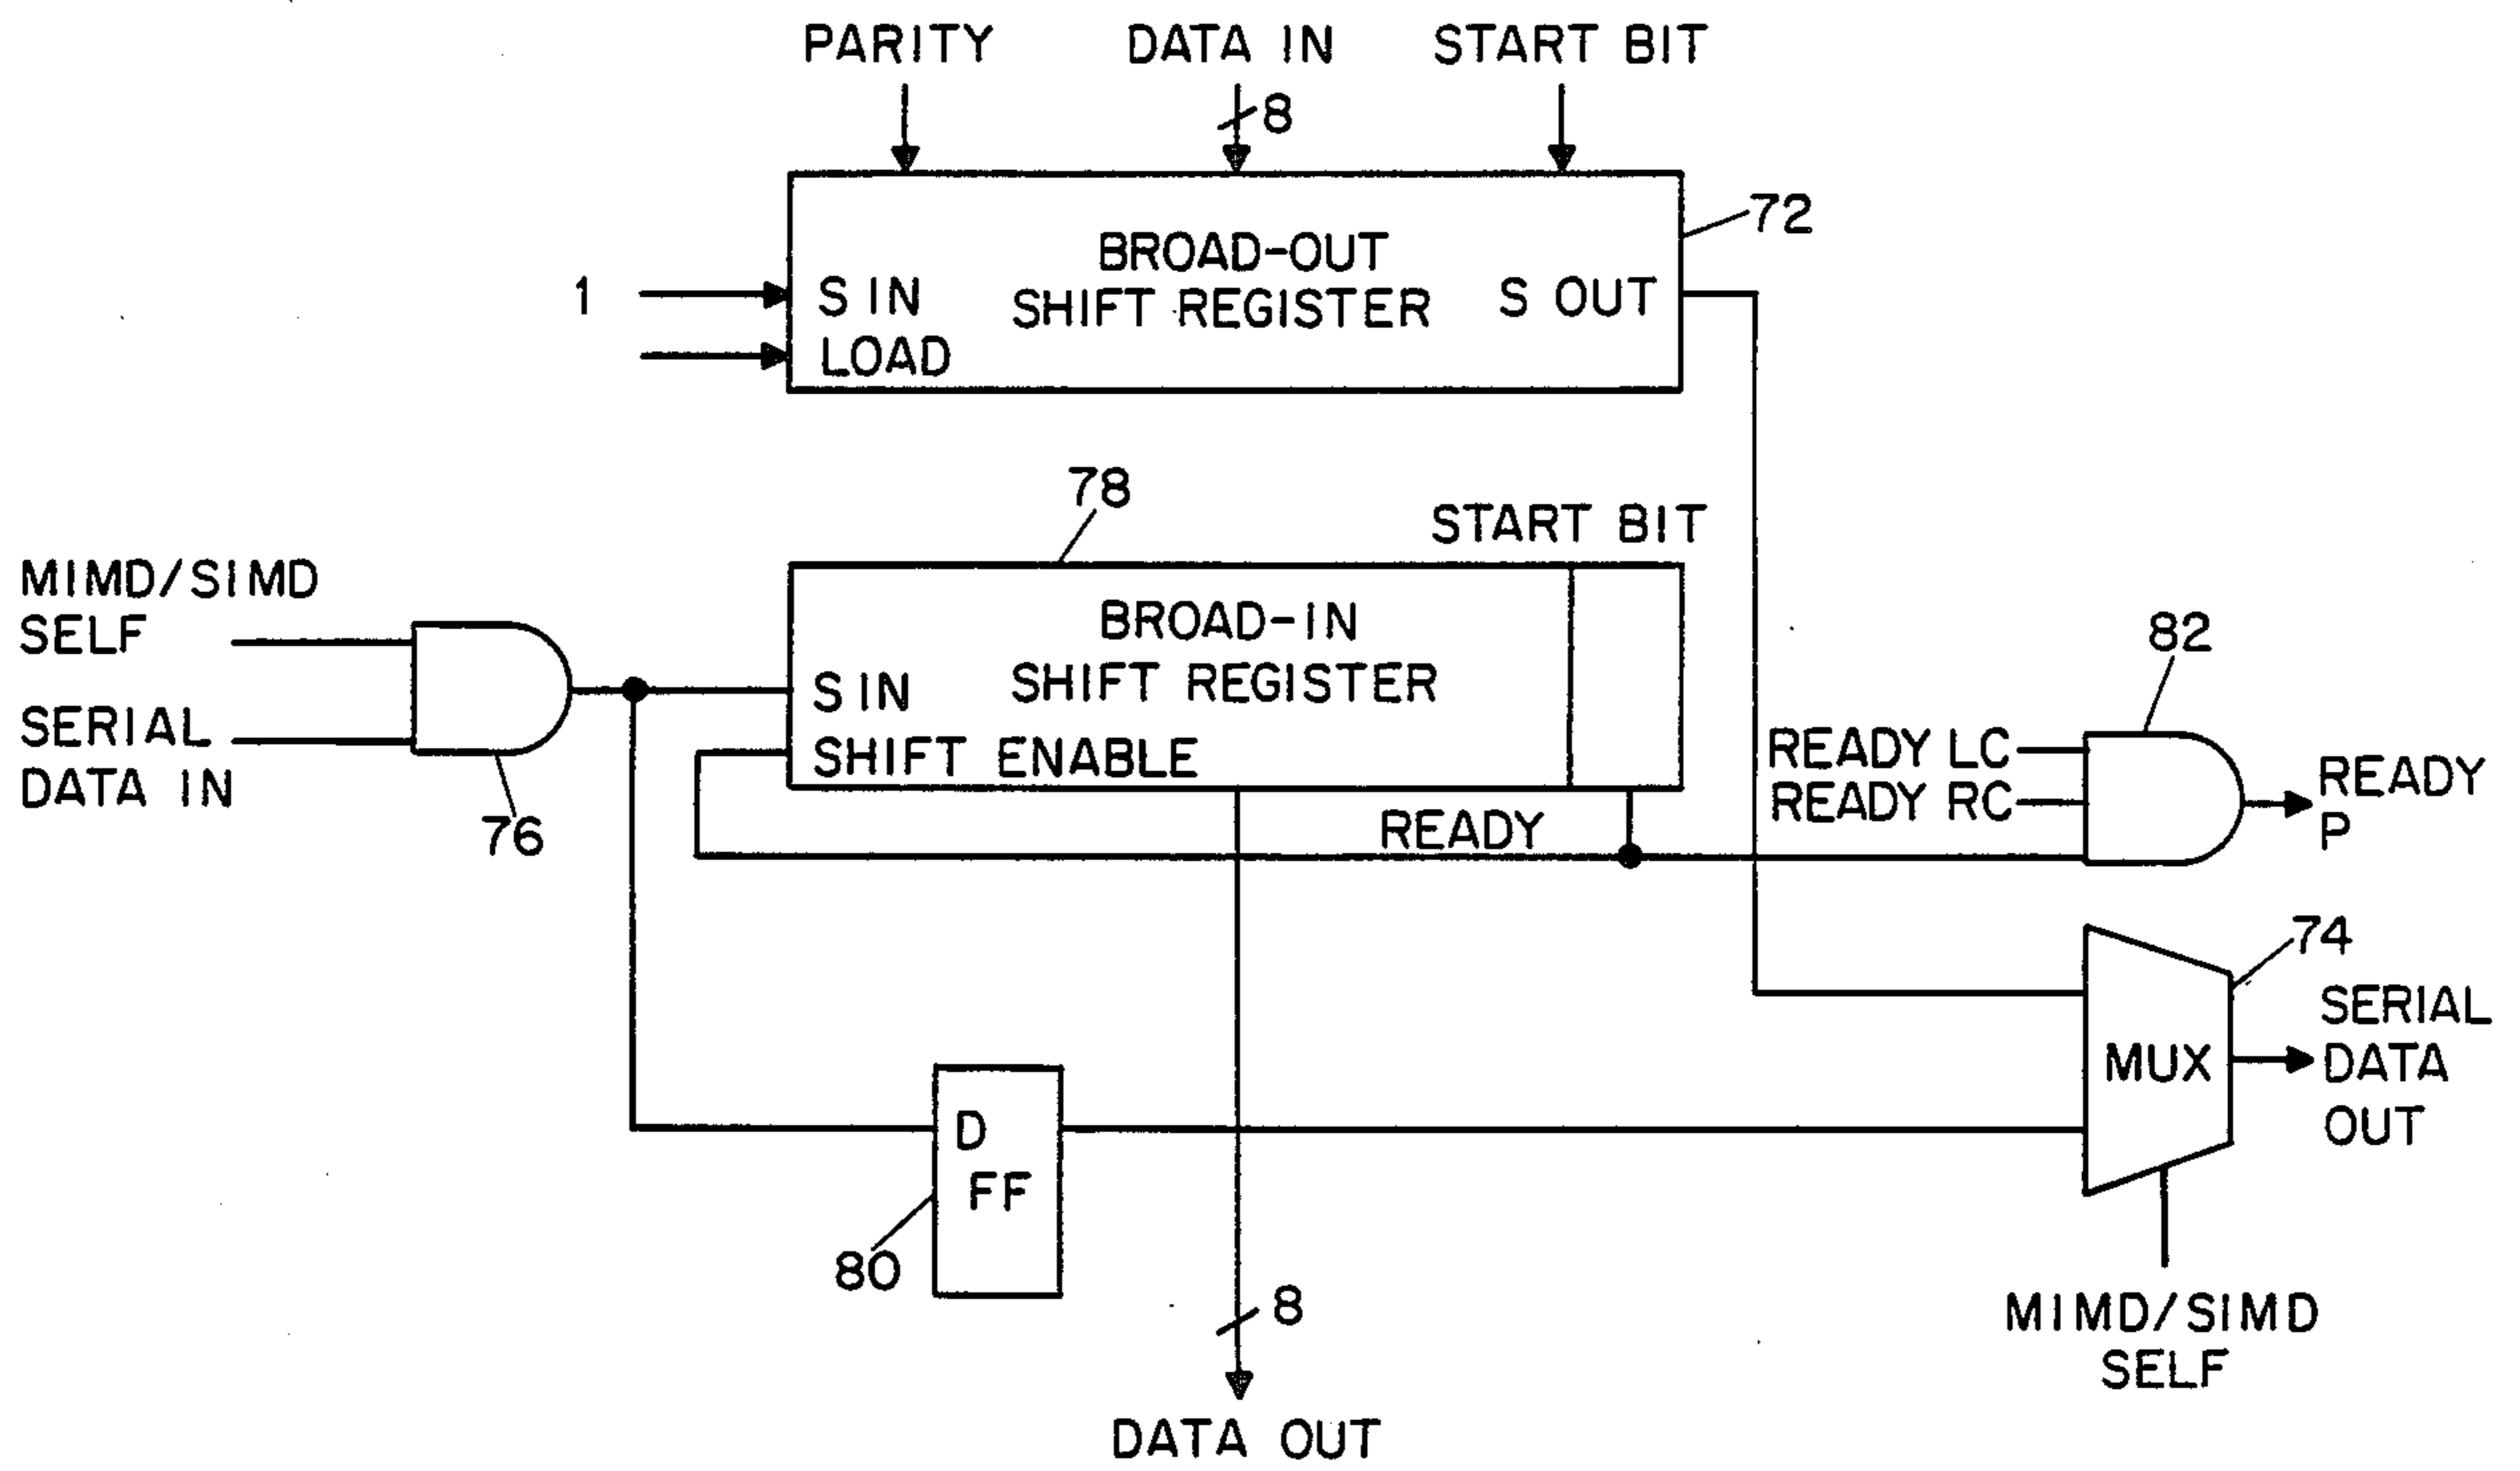 PARITY
DATA IN
START BIT
8
72
BROAD-OUT
SHIFT REGISTER
1
S IN
S OUT
LOAD
78
START BIT
MIMD/SIMD
SELF
SERIAL
DATA IN
76
BROAD-IN
SHIFT REGISTER
S IN
SHIFT ENABLE
READY
82
READY LC
READY RC
READY
P
74
MUX
SERIAL
DATA
OUT
D
FF
80
8
MIMD/SIMD
SELF
DATA OUT